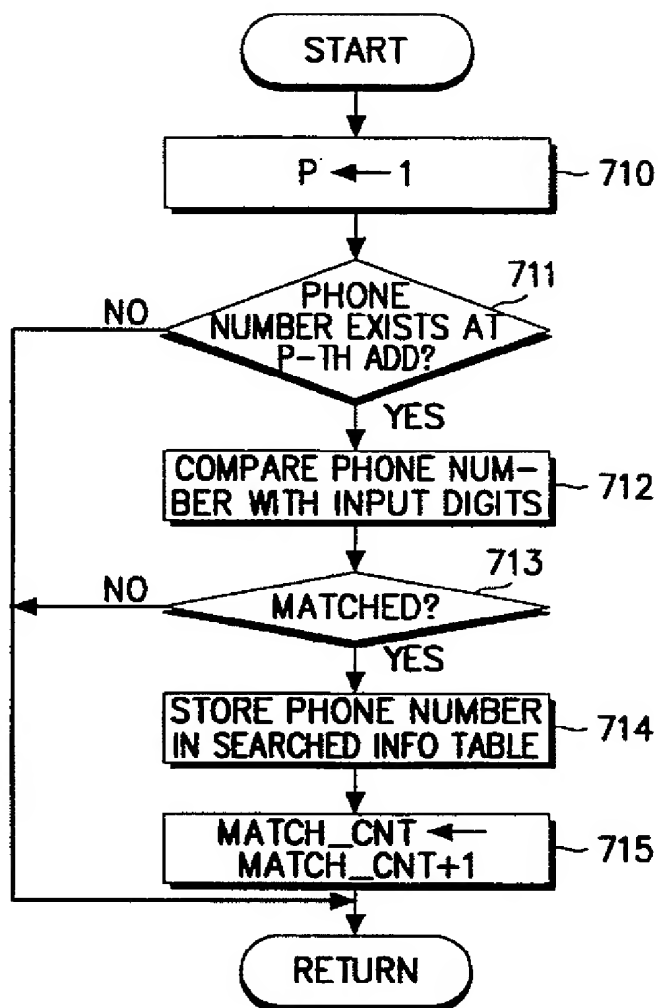 START
P ← 1
710
711
PHONE
NUMBER EXISTS AT
P-TH ADD?
NO
YES
COMPARE PHONE NUM-
BER WITH INPUT DIGITS
712
713
NO
MATCHED?
YES
STORE PHONE NUMBER
IN SEARCHED INFO TABLE
714
MATCH_CNT ←
MATCH_CNT+1
715
RETURN